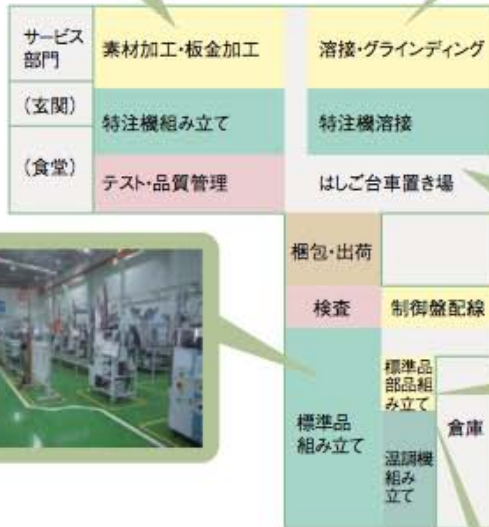 サービス
部門
素材加工・板金加工
溶接・グラインディング
(玄関)
特注機組み立て
特注機溶接
(食堂)
テスト・品質管理
はしご台車置き場
梱包・出荷
検査
制御盤配線
標準品
部品組
み立て
標準品
組み立て
倉庫
温調機
組み
立て